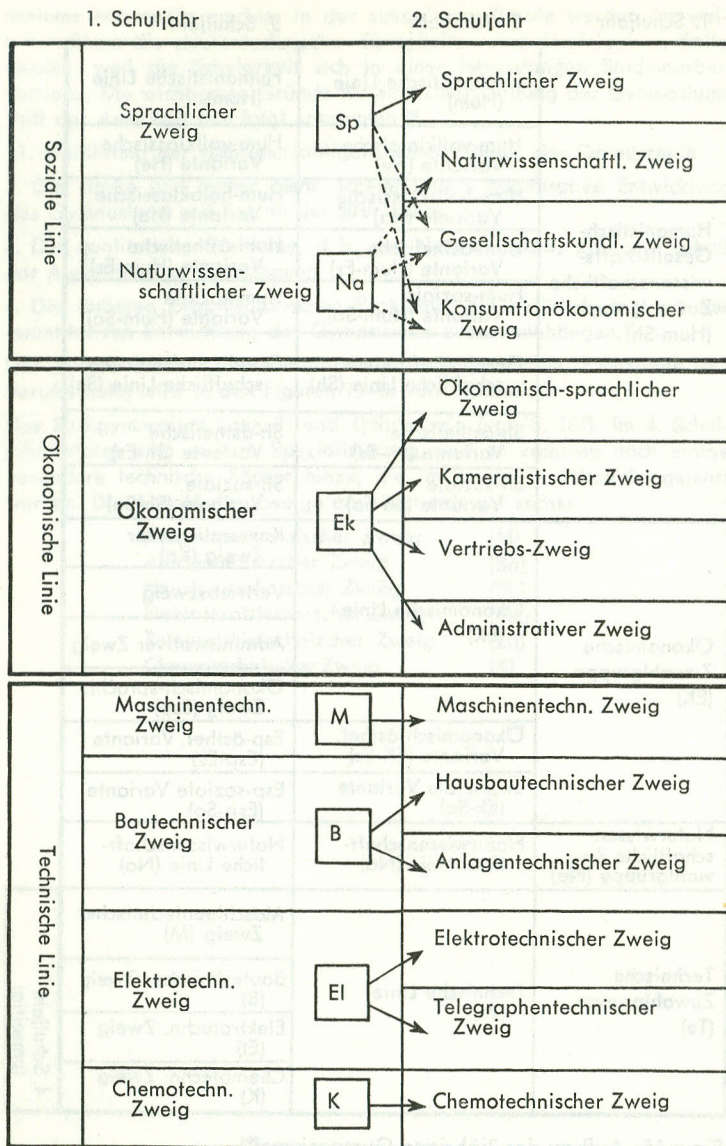 1. Schuljahr
2. Schuljahr
Soziale Linie
Sprachlicher
Zweig
Sp
Naturwissen-
schaftlicher Zweig
Na
Sprachlicher Zweig
Naturwissenschaftl. Zweig
Gesellschaftskundl. Zweig
Konsumtionökonomischer
Zweig
Ökonomische Linie
Ökonomischer
Zweig
Ek
Ökonomisch-sprachlicher
Zweig
Kameralistischer Zweig
Vertriebs-Zweig
Administrativer Zweig
Technische Linie
Maschinentechn.
Zweig
M
Maschinentechn. Zweig
Bautechnischer
Zweig
B
Hausbautechnischer Zweig
Anlagentechnischer Zweig
Elektrotechn.
Zweig
El
Elektrotechnischer Zweig
Telegraphentechnischer
Zweig
Chemotechn.
Zweig
K
Chemotechnischer Zweig